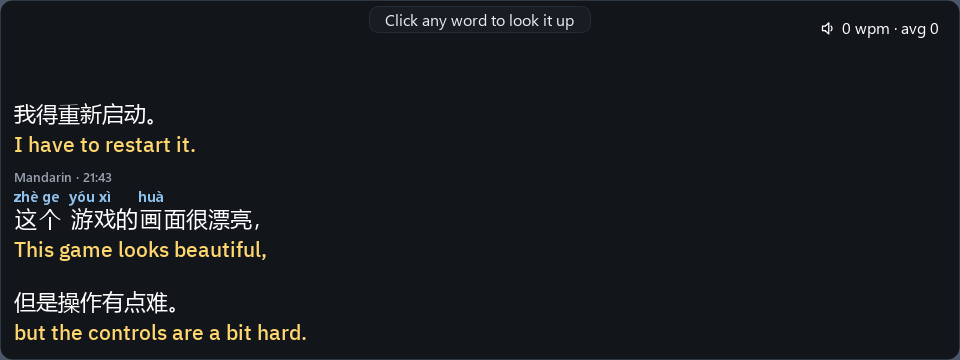 Click any word to look it up
0 wpm · avg 0
我得重新启动。
I have to restart it.
Mandarin · 21:43
zhè ge yóu xì huà
这个 游戏的画面很漂亮，
This game looks beautiful,
但是操作有点难。
but the controls are a bit hard.